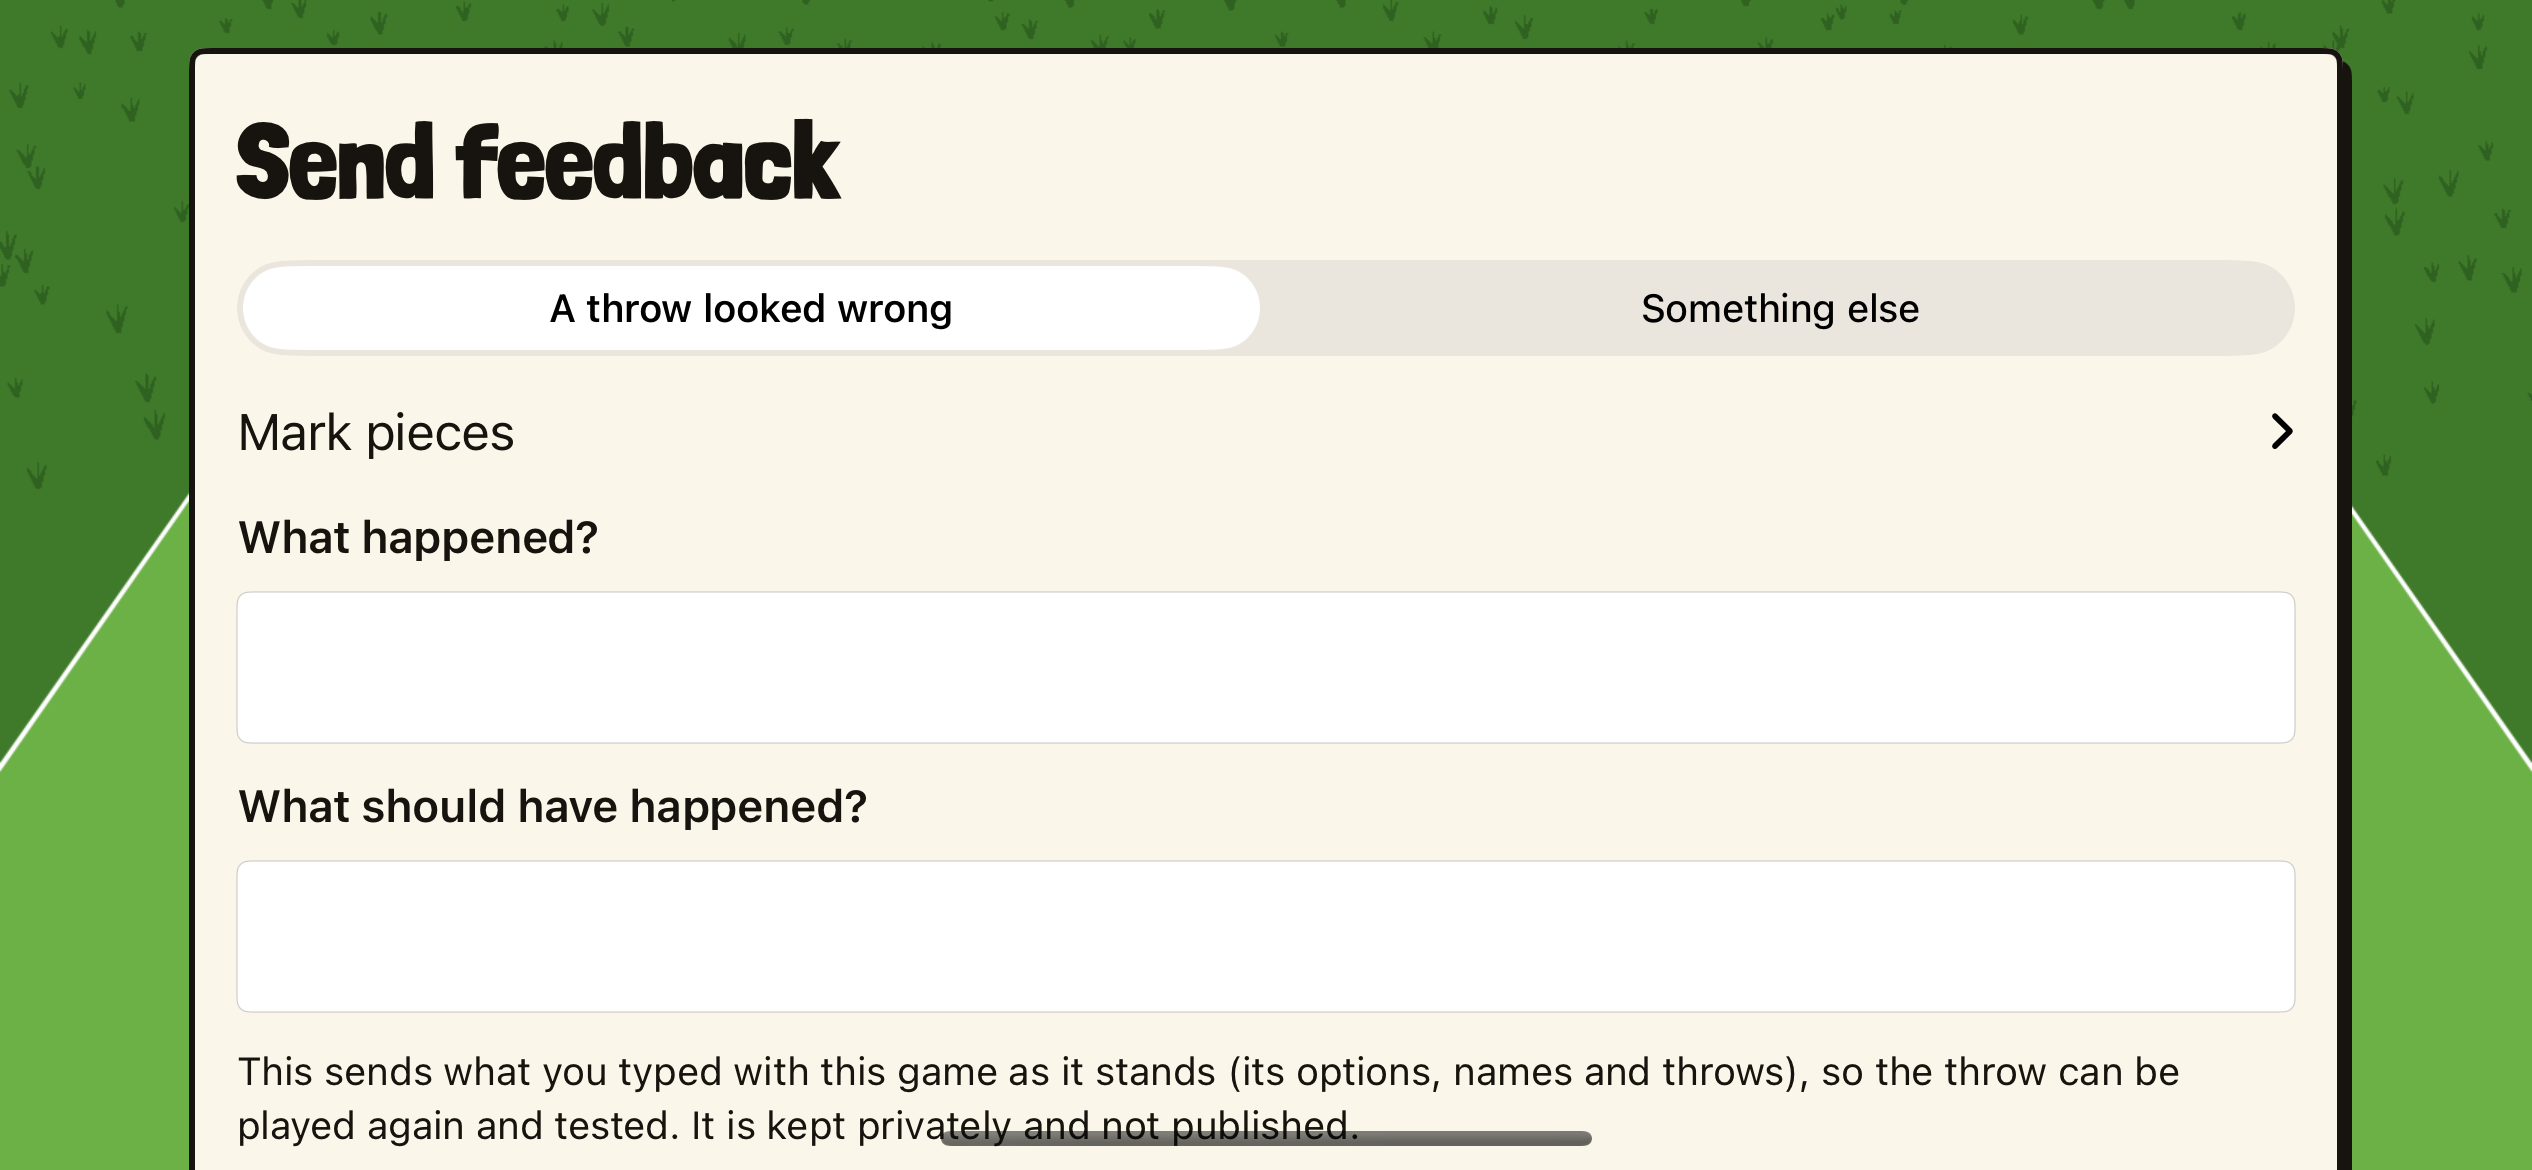 Send feedback
A throw looked wrong
Something else
Mark pieces
What happened?
What should have happened?
This sends what you typed with this game as it stands (its options, names and throws), so the throw can be
played again and tested. It is kept privately and not published.